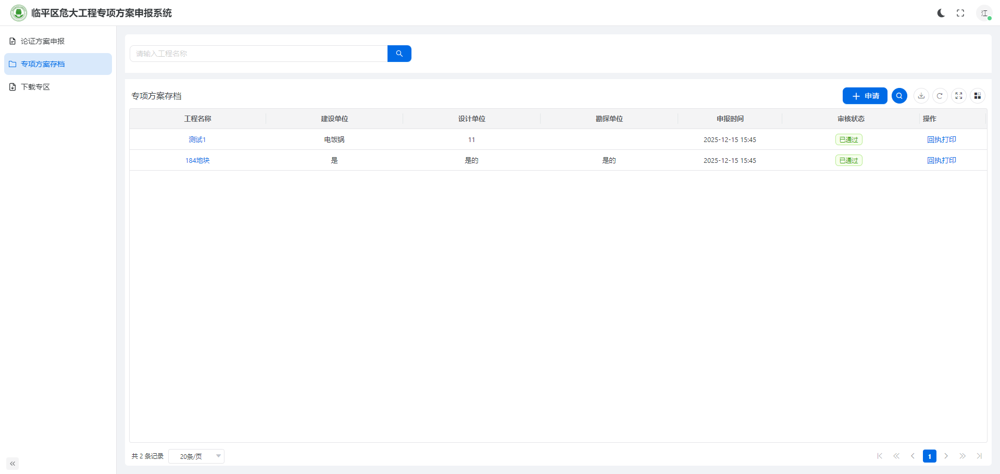 临平区危大工程专项方案申报系统
江
论证方案申报
专项方案存档
下载专区
请输入工程名称
专项方案存档
申请
工程名称 建设单位 设计单位 勘探单位 申报时间 审核状态 操作
测试1 电饭锅 11 2025-12-15 15:45 已通过 回执打印
184地块 是 是的 是的 2025-12-15 15:45 已通过 回执打印
共 2 条记录 20条/页 1